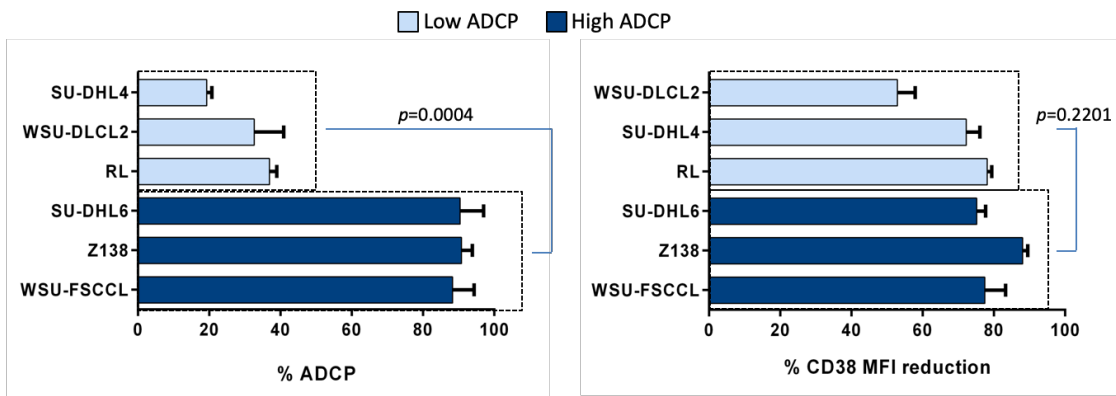 Low ADCP High ADCP
SU-DHL4
WSU-DLCL2
RL
SU-DHL6
Z138
WSU-FSCCL
p=0.0004
0 20 40 60 80 100
% ADCP
WSU-DLCL2
SU-DHL4
RL
SU-DHL6
Z138
WSU-FSCCL
p=0.2201
0 20 40 60 80 100
% CD38 MFI reduction